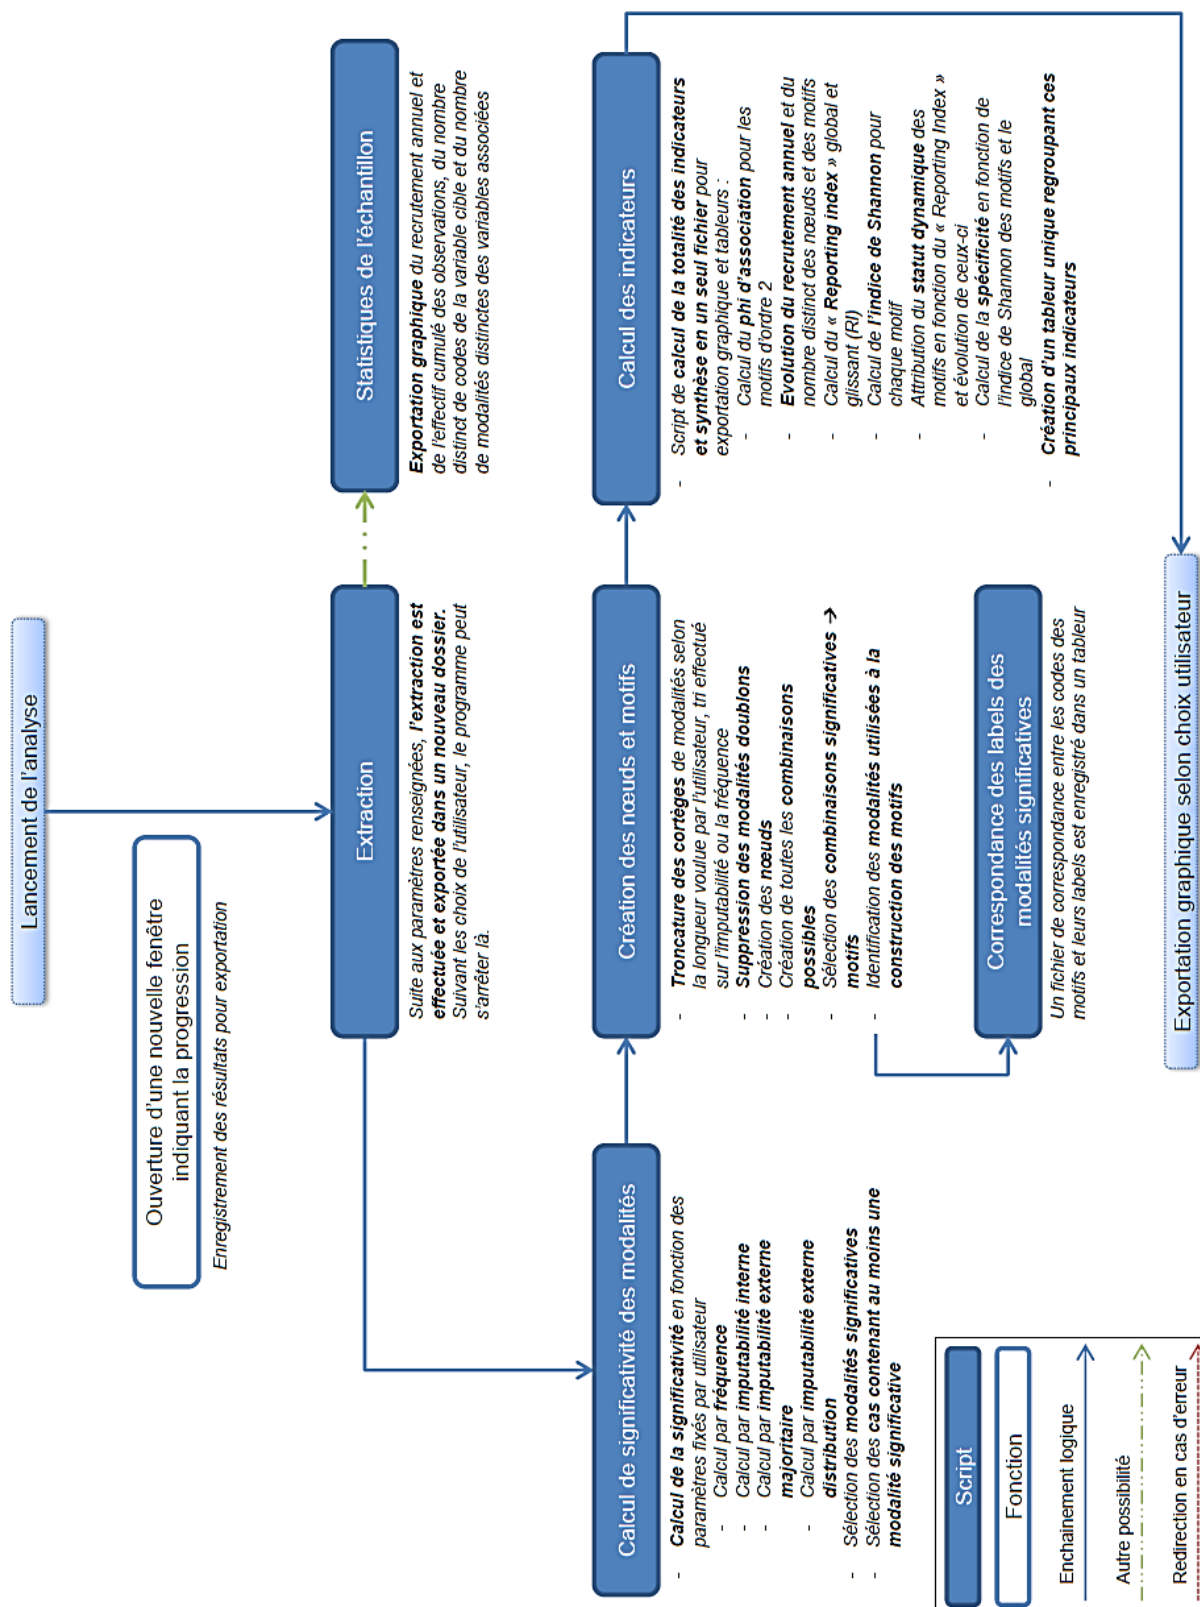 Lancement de l'analyse
Ouverture d'une nouvelle fenêtre
indiquant la progression
Enregistrement des résultats pour exportation
Extraction
Suite aux paramètres renseignées, l'extraction est
effectuée et exportée dans un nouveau dossier.
Suivant les choix de l'utilisateur, le programme peut
s'arrêter là.
Statistiques de l'échantillon
Exportation graphique du recrutement annuel et
de l'effectif cumulé des observations, du nombre
distinct de codes de la variable cible et du nombre
de modalités distinctes des variables associées
Calcul de significativité des modalités
- Calcul de la significativité en fonction des
paramètres fixés par utilisateur
- Calcul par fréquence
- Calcul par imputabilité interne
- Calcul par imputabilité externe
majoritaire
- Calcul par imputabilité externe
distribution
- Sélection des modalités significatives
- Sélection des cas contenant au moins une
modalité significative
Création des nœuds et motifs
- Troncature des cortèges de modalités selon
la longueur voulue par l'utilisateur, tri effectué
sur l'imputabilité ou la fréquence
- Suppression des modalités doublons
- Création des nœuds
- Création de toutes les combinaisons
possibles
- Sélection des combinaisons significatives →
motifs
- Identification des modalités utilisées à la
construction des motifs
Correspondance des labels des
modalités significatives
Un fichier de correspondance entre les codes des
motifs et leurs labels est enregistré dans un tableur
Calcul des indicateurs
- Script de calcul de la totalité des indicateurs
et synthèse en un seul fichier pour
exportation graphique et tableurs :
- Calcul du phi d'association pour les
motifs d'ordre 2
- Evolution du recrutement annuel et du
nombre distinct des nœuds et des motifs
- Calcul du « Reporting index » global et
glissant (RI)
- Calcul de l'indice de Shannon pour
chaque motif
- Attribution du statut dynamique des
motifs en fonction du « Reporting Index »
et évolution de ceux-ci
- Calcul de la spécificité en fonction de
l'indice de Shannon des motifs et le
global
- Création d'un tableur unique regroupant ces
principaux indicateurs
Exportation graphique selon choix utilisateur
Script
Fonction
Enchainement logique
Autre possibilité
Redirection en cas d'erreur